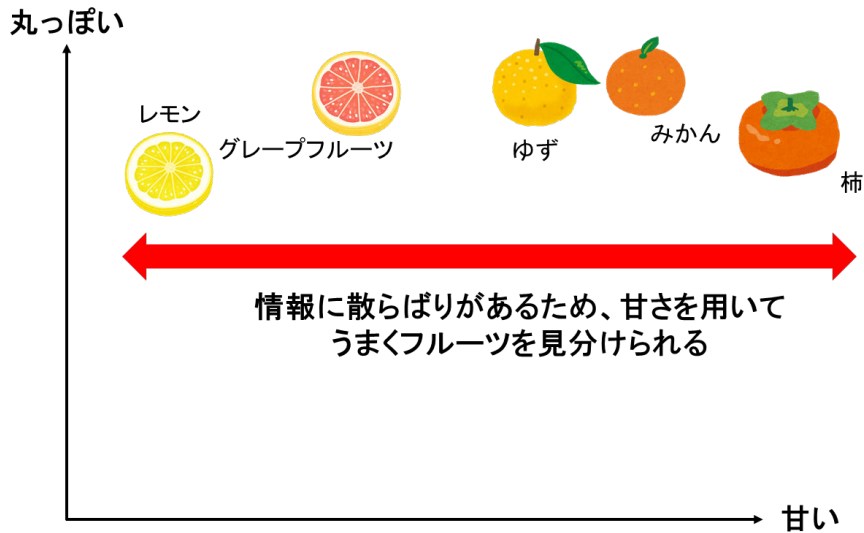 丸っぽい
レモン
グレープフルーツ
ゆず
みかん
柿
情報に散らばりがあるため、甘さを用いて
うまくフルーツを見分けられる
甘い